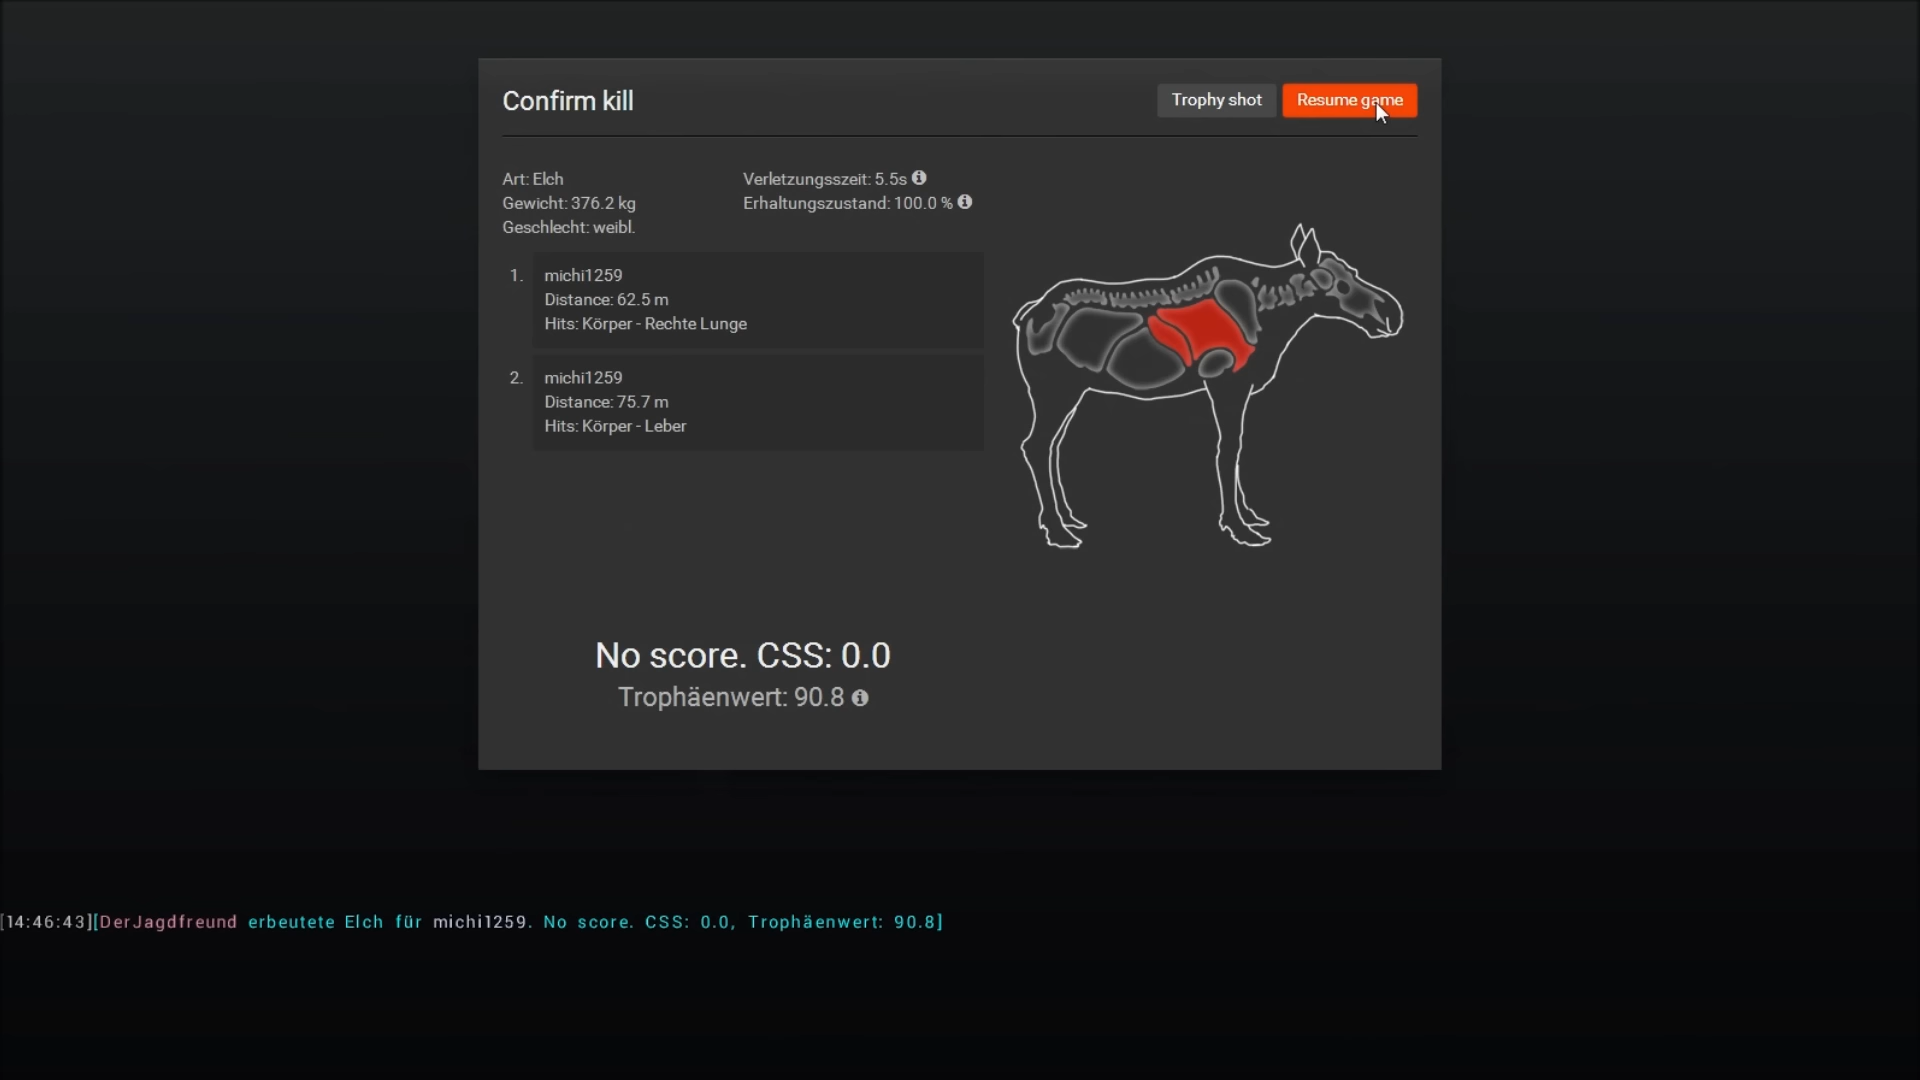 Confirm kill
Trophy shot
Resume game
Art: Elch
Gewicht: 376.2 kg
Geschlecht: weibl.
Verletzungsszeit: 5.5s
Erhaltungszustand: 100.0 %
1.
michi1259
Distance: 62.5 m
Hits: Körper - Rechte Lunge
2.
michi1259
Distance: 75.7 m
Hits: Körper - Leber
No score. CSS: 0.0
Trophäenwert: 90.8
[14:46:43][DerJagdfreund erbeutete Elch für michi1259. No score. CSS: 0.0, Trophäenwert: 90.8]